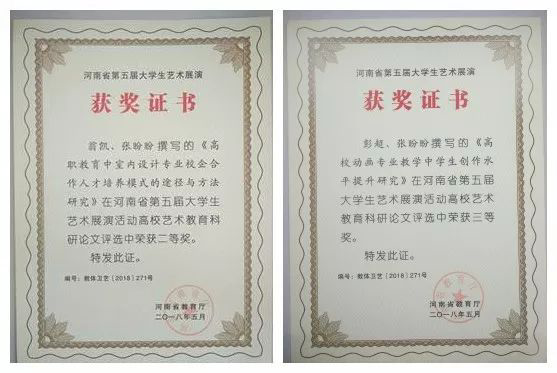 河南省第五届大学生艺术展演
获奖证书
翁凯、张盼盼撰写的《高
职教育中室内设计专业校企合
作人才培养模式的途径与方法
研究》在河南省第五届大学生
艺术展演活动高校艺术教育科
研论文评选中荣获二等奖。
特发此证。
编号：教体卫艺〔2018〕271号
河南省教育厅
二〇一八年五月
河南省第五届大学生艺术展演
获奖证书
彭超、张盼盼撰写的《高
校动画专业教学中学生创作水
平提升研究》在河南省第五届
大学生艺术展演活动高校艺术
教育科研论文评选中荣获三等
奖。
特发此证。
编号：教体卫艺〔2018〕271号
河南省教育厅
二〇一八年五月